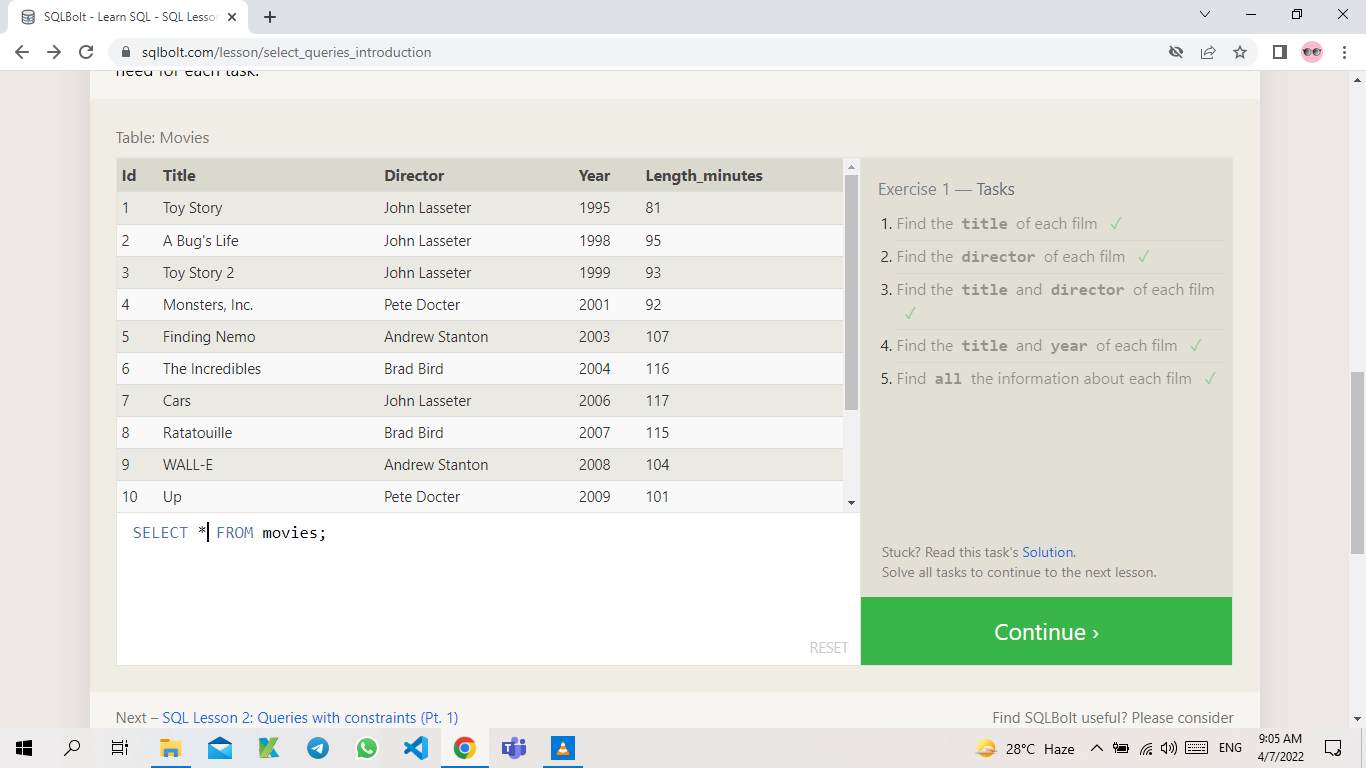 SQLBolt - Learn SQL - SQL Lesso
sqlbolt.com/lesson/select_queries_introduction
need for each task.
Table: Movies
Id Title Director Year Length_minutes
1 Toy Story John Lasseter 1995 81
2 A Bug's Life John Lasseter 1998 95
3 Toy Story 2 John Lasseter 1999 93
4 Monsters, Inc. Pete Docter 2001 92
5 Finding Nemo Andrew Stanton 2003 107
6 The Incredibles Brad Bird 2004 116
7 Cars John Lasseter 2006 117
8 Ratatouille Brad Bird 2007 115
9 WALL-E Andrew Stanton 2008 104
10 Up Pete Docter 2009 101
SELECT * FROM movies;
RESET
Exercise 1 — Tasks
1. Find the title of each film ✓
2. Find the director of each film ✓
3. Find the title and director of each film
✓
4. Find the title and year of each film ✓
5. Find all the information about each film ✓
Stuck? Read this task's Solution.
Solve all tasks to continue to the next lesson.
Continue ›
Next – SQL Lesson 2: Queries with constraints (Pt. 1)
Find SQLBolt useful? Please consider
28°C Haze
ENG
9:05 AM
4/7/2022